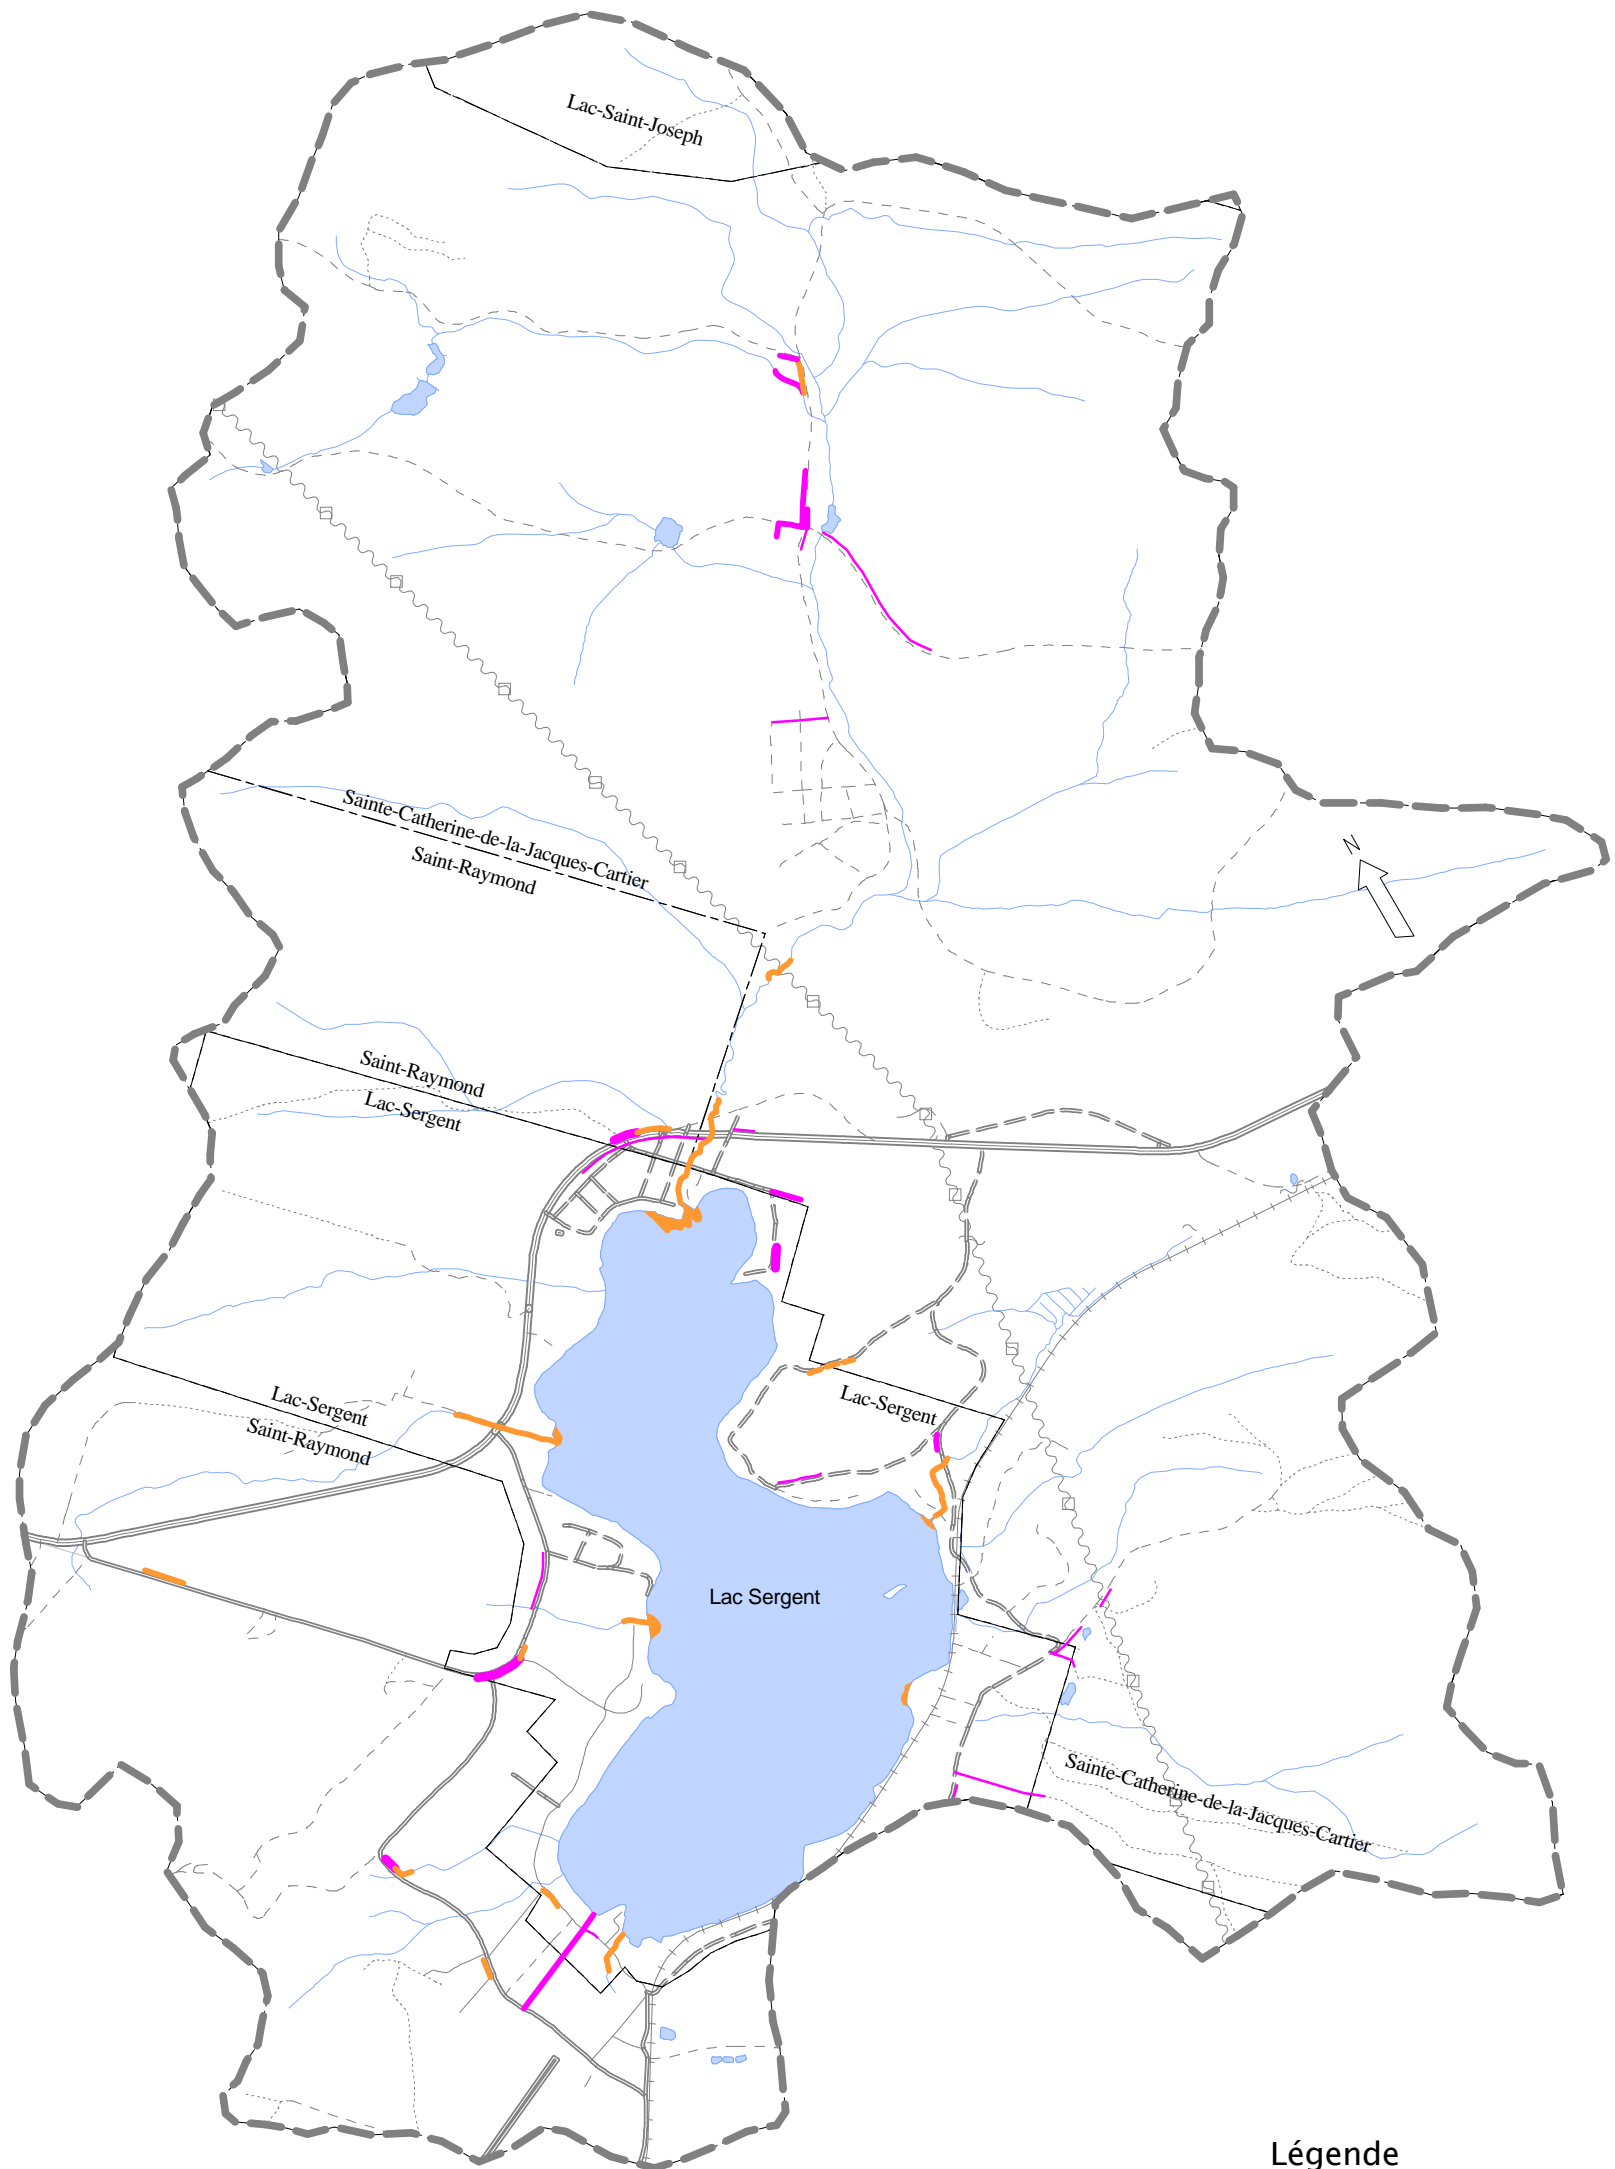 Lac-Saint-Joseph
Sainte-Catherine-de-la-Jacques-Cartier
Saint-Raymond
N
Saint-Raymond
Lac-Sergent
Lac-Sergent
Saint-Raymond
Lac-Sergent
Lac Sergent
Sainte-Catherine-de-la-Jacques-Cartier
Légende